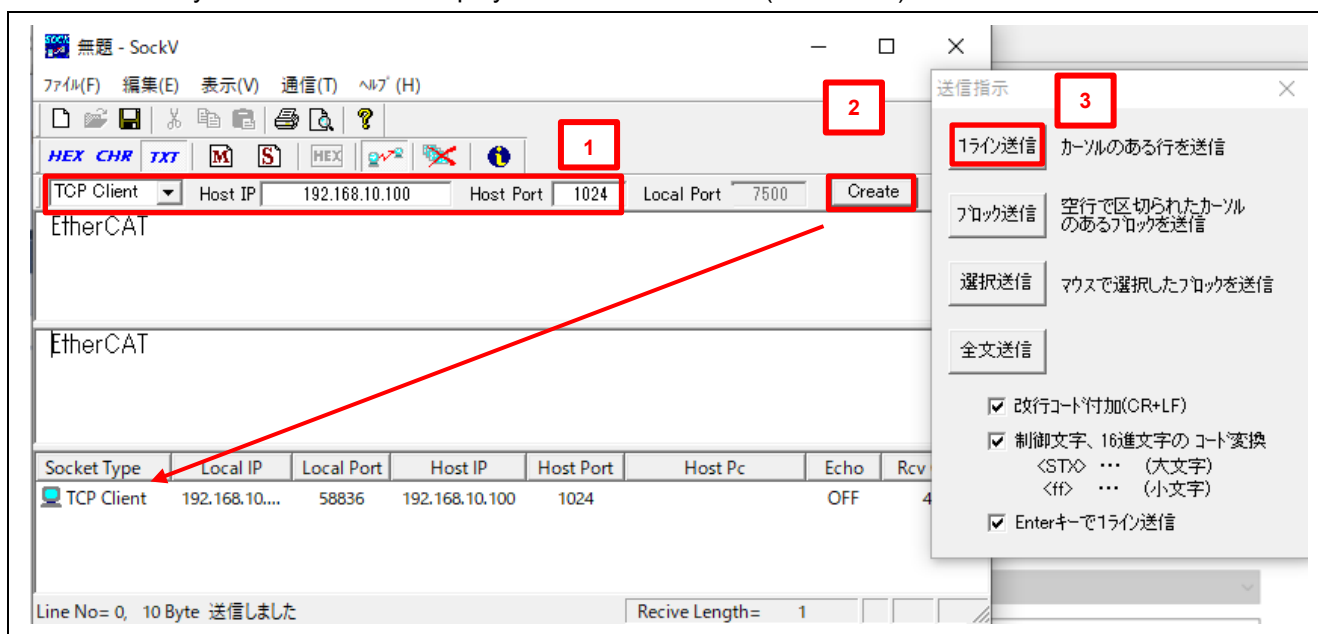 無題 - SockV
ファイル(F) 編集(E) 表示(V) 通信(T) ヘルプ(H)
HEX CHR TXT M S HEX
1
2
TCP Client Host IP 192.168.10.100 Host Port 1024 Local Port 7500 Create
EtherCAT
EtherCAT
Socket Type Local IP Local Port Host IP Host Port Host Pc Echo Rcv
TCP Client 192.168.10.... 58836 192.168.10.100 1024 OFF 4
Line No= 0, 10 Byte 送信しました Recive Length= 1
送信指示
3
1ライン送信 カーソルのある行を送信
ブロック送信 空行で区切られたカーソル
のあるブロックを送信
選択送信 マウスで選択したブロックを送信
全文送信
改行コード付加(CR+LF)
制御文字、16進文字の コード変換
<STX> … (大文字)
<ff> … (小文字)
Enterキーで1ライン送信